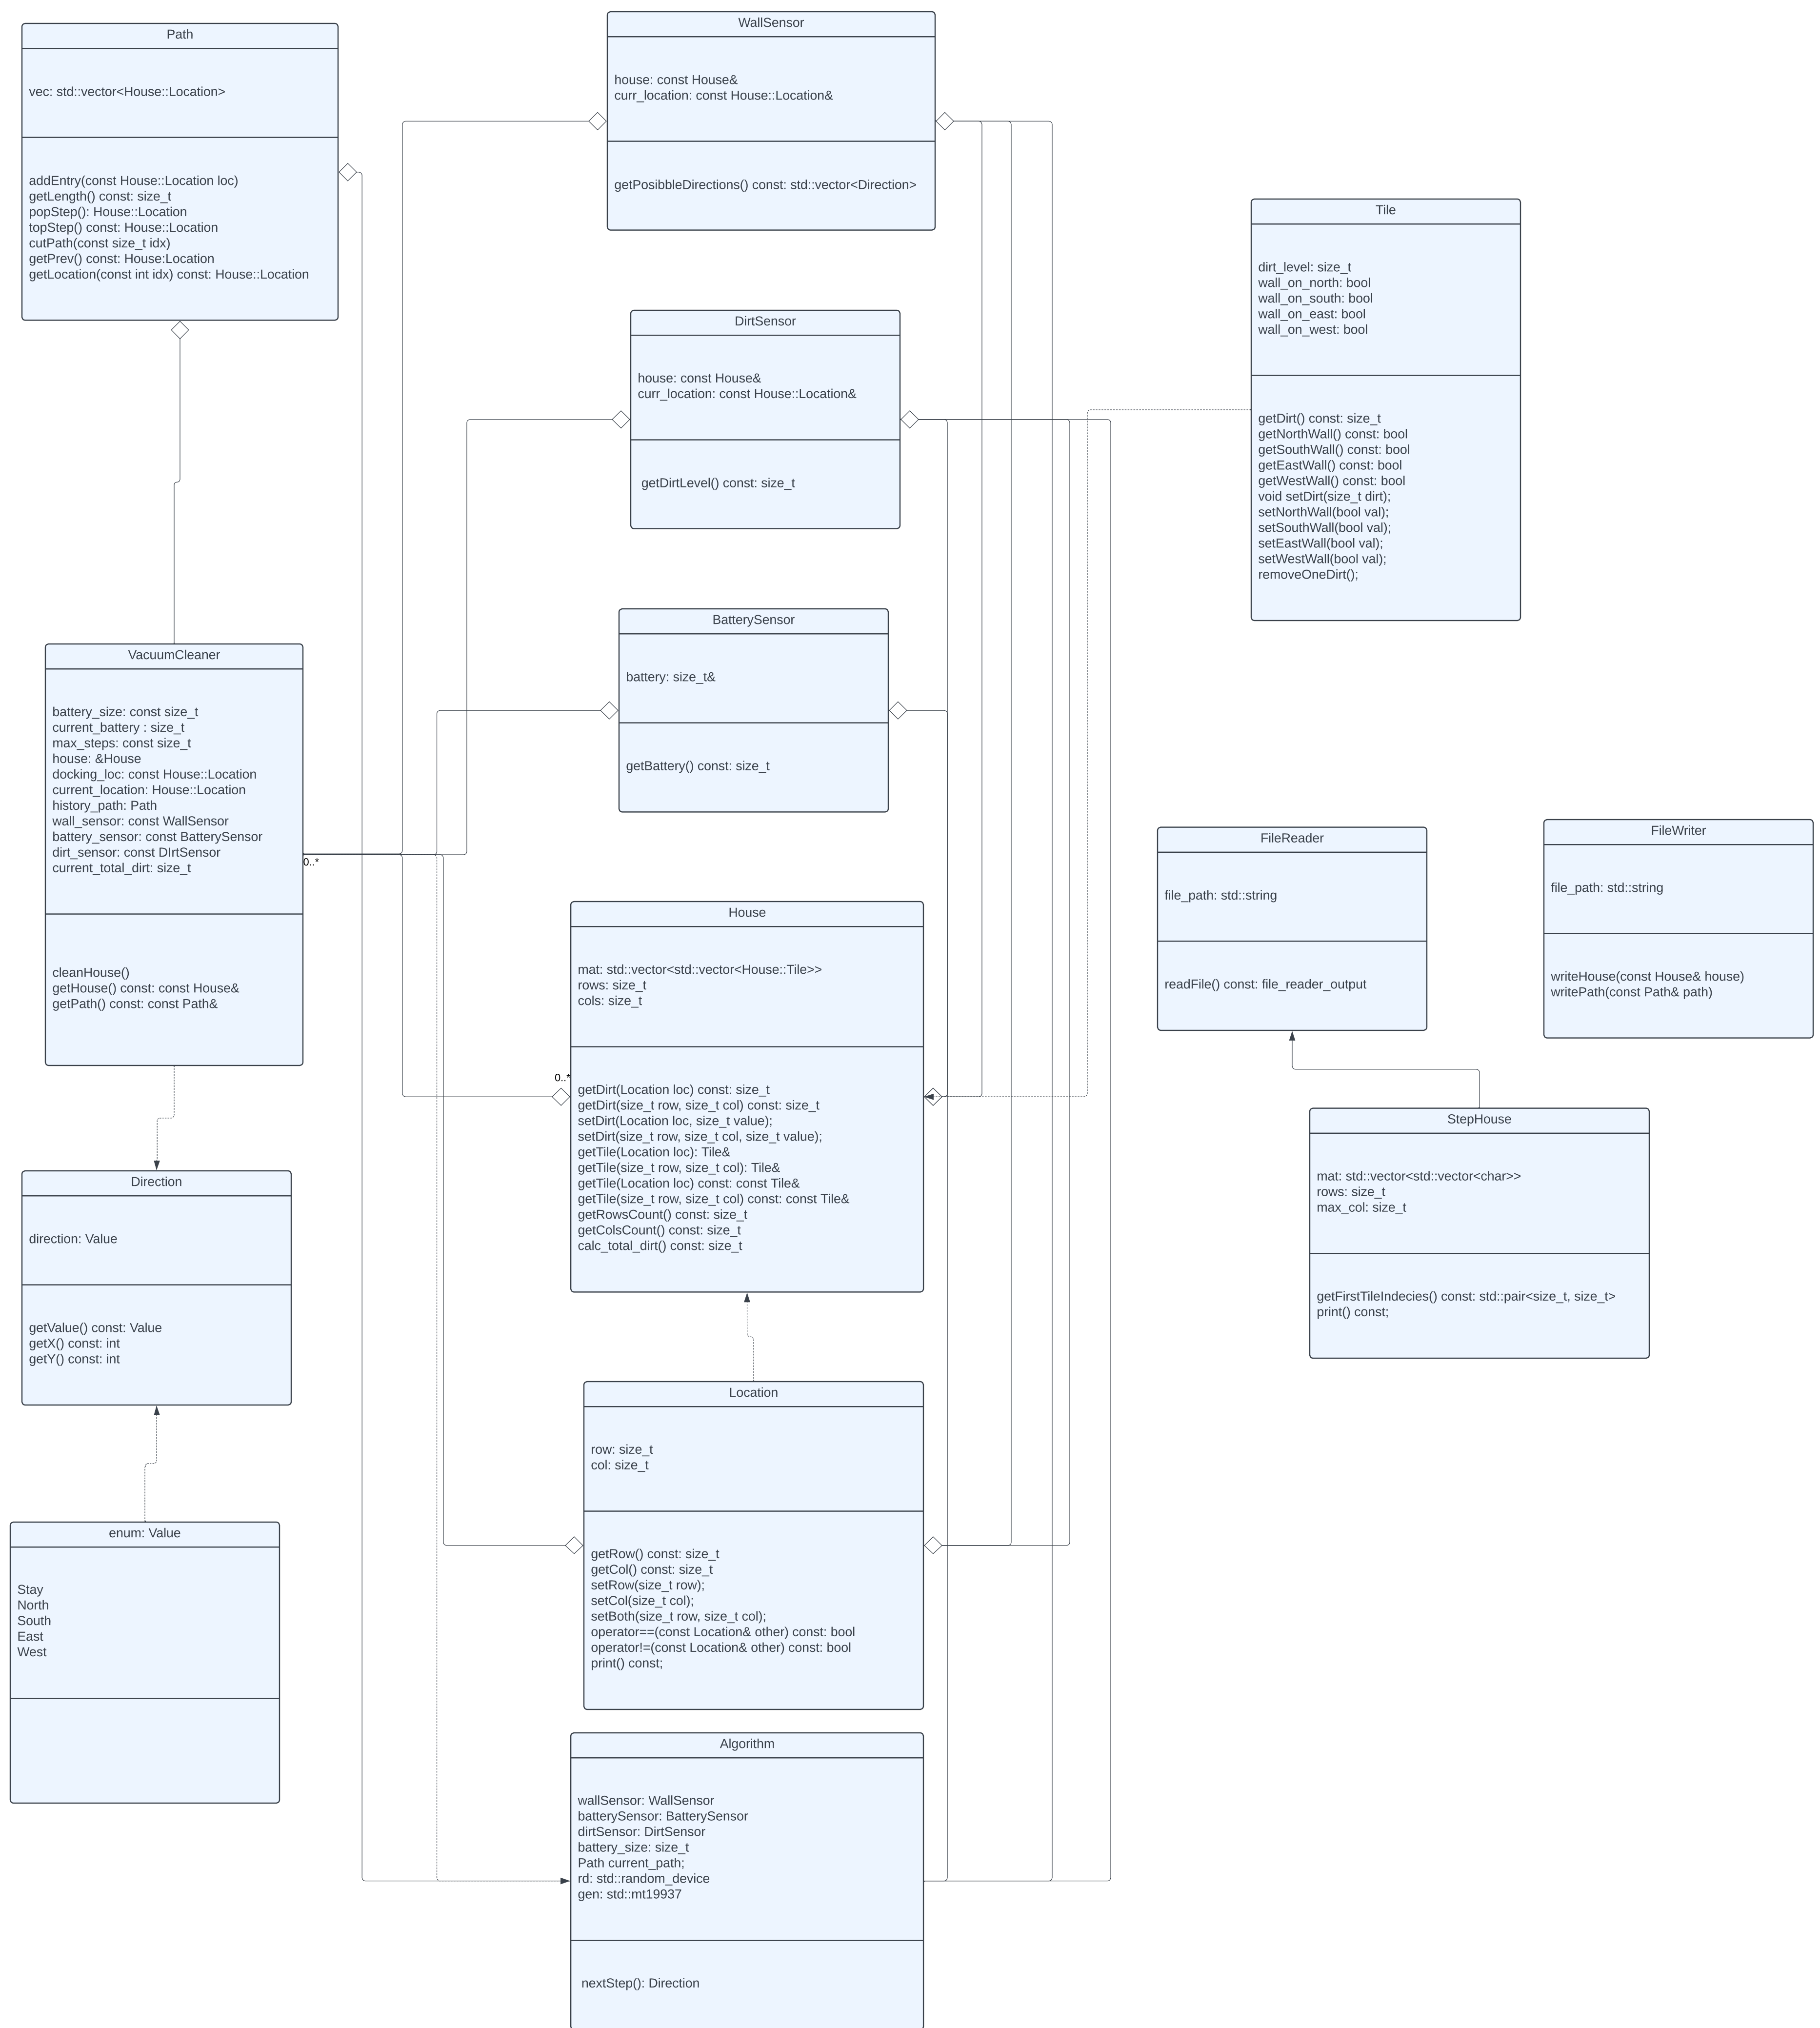 Path
vec: std::vector<House::Location>
addEntry(const House::Location loc)
getLength() const: size_t
popStep(): House::Location
topStep() const: House::Location
cutPath(const size_t idx)
getPrev() const: House:Location
getLocation(const int idx) const: House::Location
WallSensor
house: const House&
curr_location: const House::Location&
getPosibbleDirections() const: std::vector<Direction>
Tile
dirt_level: size_t
wall_on_north: bool
wall_on_south: bool
wall_on_east: bool
wall_on_west: bool
getDirt() const: size_t
getNorthWall() const: bool
getSouthWall() const: bool
getEastWall() const: bool
getWestWall() const: bool
void setDirt(size_t dirt);
setNorthWall(bool val);
setSouthWall(bool val);
setEastWall(bool val);
setWestWall(bool val);
removeOneDirt();
DirtSensor
house: const House&
curr_location: const House::Location&
getDirtLevel() const: size_t
BatterySensor
battery: size_t&
getBattery() const: size_t
VacuumCleaner
battery_size: const size_t
current_battery : size_t
max_steps: const size_t
house: &House
docking_loc: const House::Location
current_location: House::Location
history_path: Path
wall_sensor: const WallSensor
battery_sensor: const BatterySensor
dirt_sensor: const DIrtSensor
current_total_dirt: size_t
cleanHouse()
getHouse() const: const House&
getPath() const: const Path&
0..*
FileReader
file_path: std::string
readFile() const: file_reader_output
FileWriter
file_path: std::string
writeHouse(const House& house)
writePath(const Path& path)
House
mat: std::vector<std::vector<House::Tile>>
rows: size_t
cols: size_t
0..*
getDirt(Location loc) const: size_t
getDirt(size_t row, size_t col) const: size_t
setDirt(Location loc, size_t value);
setDirt(size_t row, size_t col, size_t value);
getTile(Location loc): Tile&
getTile(size_t row, size_t col): Tile&
getTile(Location loc) const: const Tile&
getTile(size_t row, size_t col) const: const Tile&
getRowsCount() const: size_t
getColsCount() const: size_t
calc_total_dirt() const: size_t
StepHouse
mat: std::vector<std::vector<char>>
rows: size_t
max_col: size_t
getFirstTileIndecies() const: std::pair<size_t, size_t>
print() const;
Direction
direction: Value
getValue() const: Value
getX() const: int
getY() const: int
Location
row: size_t
col: size_t
getRow() const: size_t
getCol() const: size_t
setRow(size_t row);
setCol(size_t col);
setBoth(size_t row, size_t col);
operator==(const Location& other) const: bool
operator!=(const Location& other) const: bool
print() const;
enum: Value
Stay
North
South
East
West
Algorithm
wallSensor: WallSensor
batterySensor: BatterySensor
dirtSensor: DirtSensor
battery_size: size_t
Path current_path;
rd: std::random_device
gen: std::mt19937
nextStep(): Direction